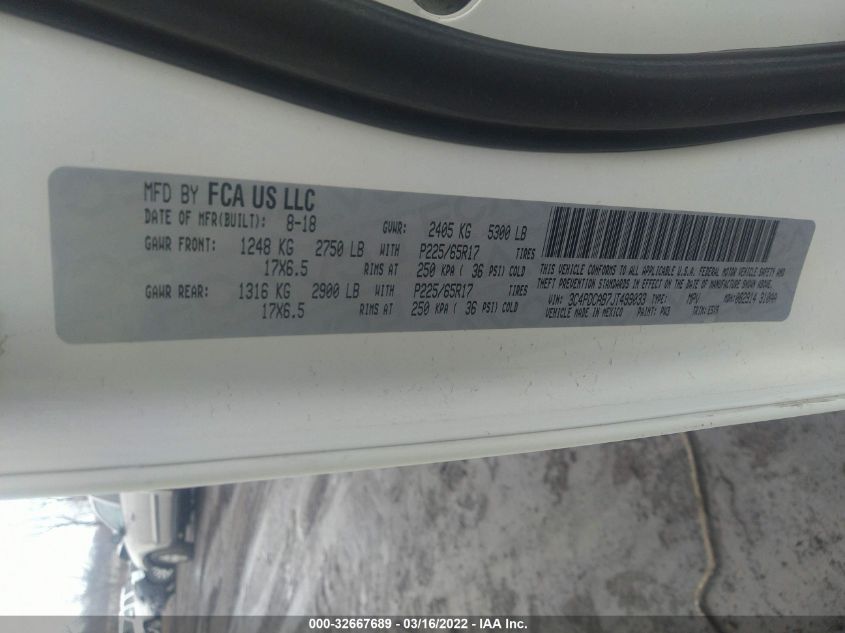 MFD BY FCA US LLC
DATE OF MFR(BUILT): 8-18 GVWR: 2405 KG 5300 LB
GAWR FRONT: 1248 KG 2750 LB WITH P225/65R17 TIRES
17X6.5 RIMS AT 250 KPA ( 36 PSI) COLD
GAWR REAR: 1316 KG 2900 LB WITH P225/65R17 TIRES
17X6.5 RIMS AT 250 KPA ( 36 PSI) COLD
THIS VEHICLE CONFORMS TO ALL APPLICABLE U.S.A. FEDERAL MOTOR VEHICLE SAFETY AND
THEFT PREVENTION STANDARDS IN EFFECT ON THE DATE OF MANUFACTURE SHOWN ABOVE.
VIN: TYPE: MPV MDH:
VEHICLE MADE IN MEXICO PAINT: PW3 TRIM:
000-32667689 - 03/16/2022 - IAA Inc.